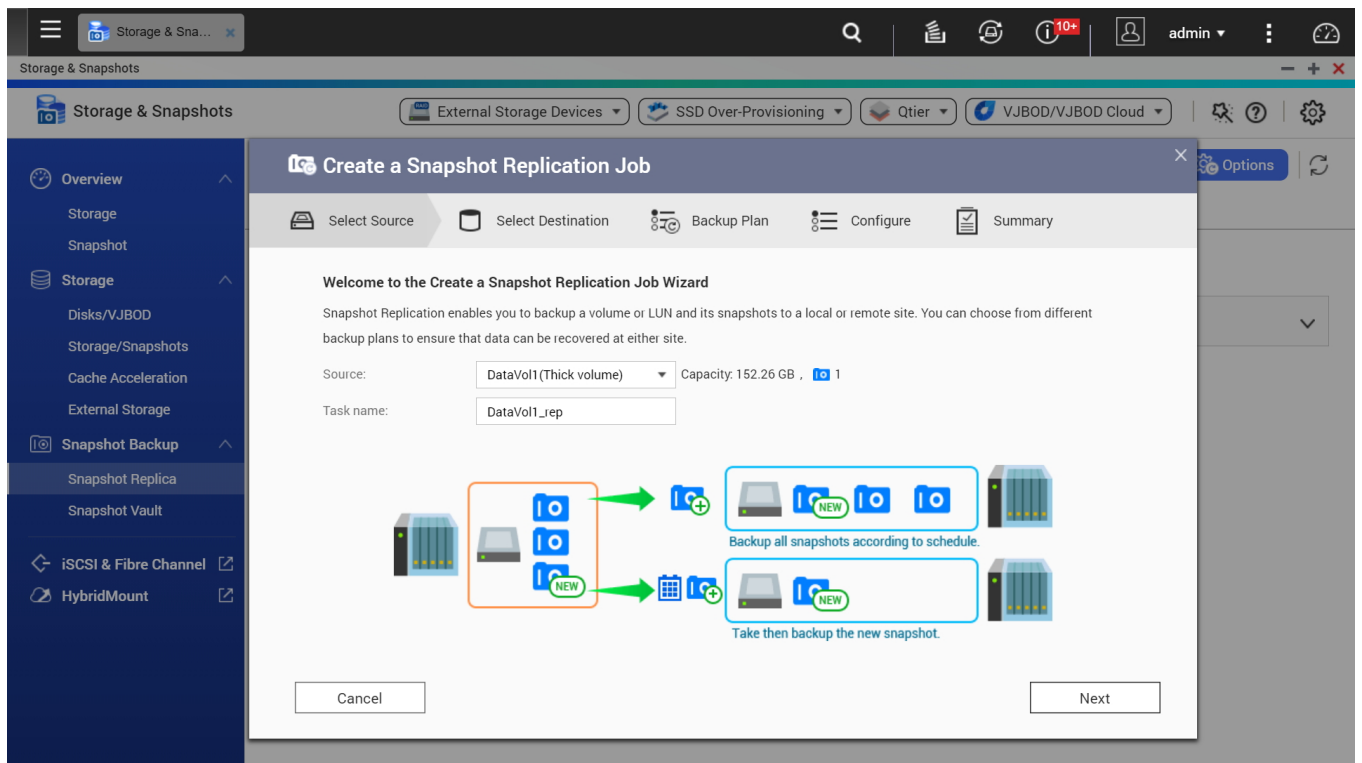 Storage & Sna...
10+
admin
Storage & Snapshots
Storage & Snapshots
External Storage Devices
SSD Over-Provisioning
Qtier
VJBOD/VJBOD Cloud
Overview
Storage
Snapshot
Storage
Disks/VJBOD
Storage/Snapshots
Cache Acceleration
External Storage
Snapshot Backup
Snapshot Replica
Snapshot Vault
iSCSI & Fibre Channel
HybridMount
Options
Create a Snapshot Replication Job
Select Source
Select Destination
Backup Plan
Configure
Summary
Welcome to the Create a Snapshot Replication Job Wizard
Snapshot Replication enables you to backup a volume or LUN and its snapshots to a local or remote site. You can choose from different
backup plans to ensure that data can be recovered at either site.
Source: DataVol1(Thick volume) Capacity: 152.26 GB , 1
Task name: DataVol1_rep
NEW
Backup all snapshots according to schedule.
NEW
NEW
Take then backup the new snapshot.
Cancel
Next